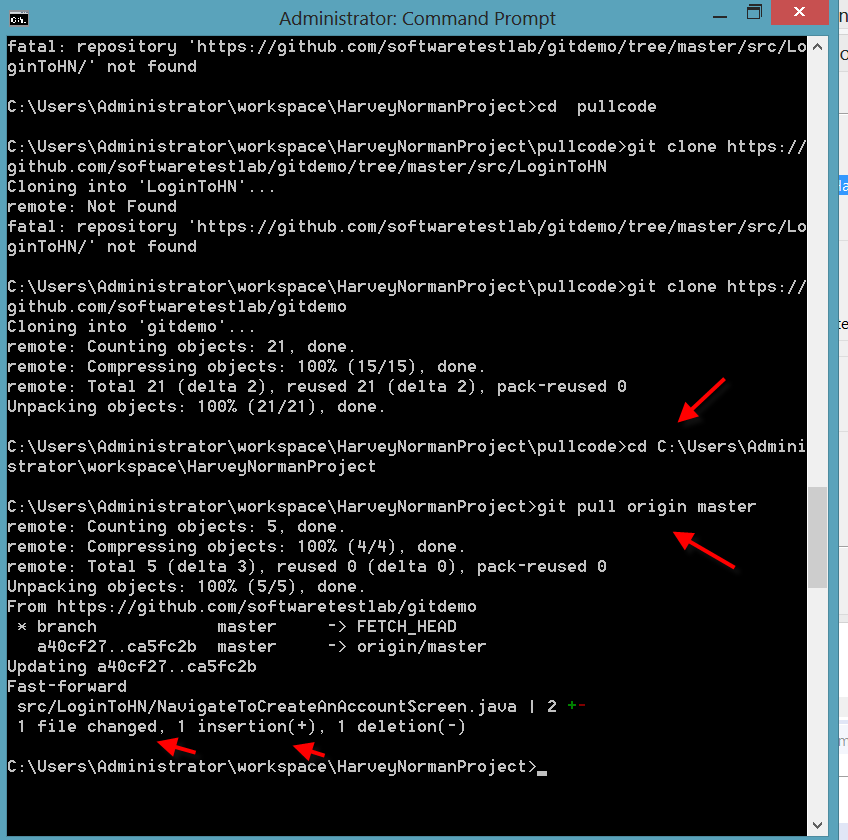 Administrator: Command Prompt
fatal: repository 'https://github.com/softwaretestlab/gitdemo/tree/master/src/Lo
ginToHN/' not found
C:\Users\Administrator\workspace\HarveyNormanProject>cd  pullcode
C:\Users\Administrator\workspace\HarveyNormanProject\pullcode>git clone https://
github.com/softwaretestlab/gitdemo/tree/master/src/LoginToHN
Cloning into 'LoginToHN'...
remote: Not Found
fatal: repository 'https://github.com/softwaretestlab/gitdemo/tree/master/src/Lo
ginToHN/' not found
C:\Users\Administrator\workspace\HarveyNormanProject\pullcode>git clone https://
github.com/softwaretestlab/gitdemo
Cloning into 'gitdemo'...
remote: Counting objects: 21, done.
remote: Compressing objects: 100% (15/15), done.
remote: Total 21 (delta 2), reused 21 (delta 2), pack-reused 0
Unpacking objects: 100% (21/21), done.
C:\Users\Administrator\workspace\HarveyNormanProject\pullcode>cd C:\Users\Admini
strator\workspace\HarveyNormanProject
C:\Users\Administrator\workspace\HarveyNormanProject>git pull origin master
remote: Counting objects: 5, done.
remote: Compressing objects: 100% (4/4), done.
remote: Total 5 (delta 3), reused 0 (delta 0), pack-reused 0
Unpacking objects: 100% (5/5), done.
From https://github.com/softwaretestlab/gitdemo
 * branch            master     -> FETCH_HEAD
   a40cf27..ca5fc2b  master     -> origin/master
Updating a40cf27..ca5fc2b
Fast-forward
 src/LoginToHN/NavigateToCreateAnAccountScreen.java | 2 +-
 1 file changed, 1 insertion(+), 1 deletion(-)
C:\Users\Administrator\workspace\HarveyNormanProject>